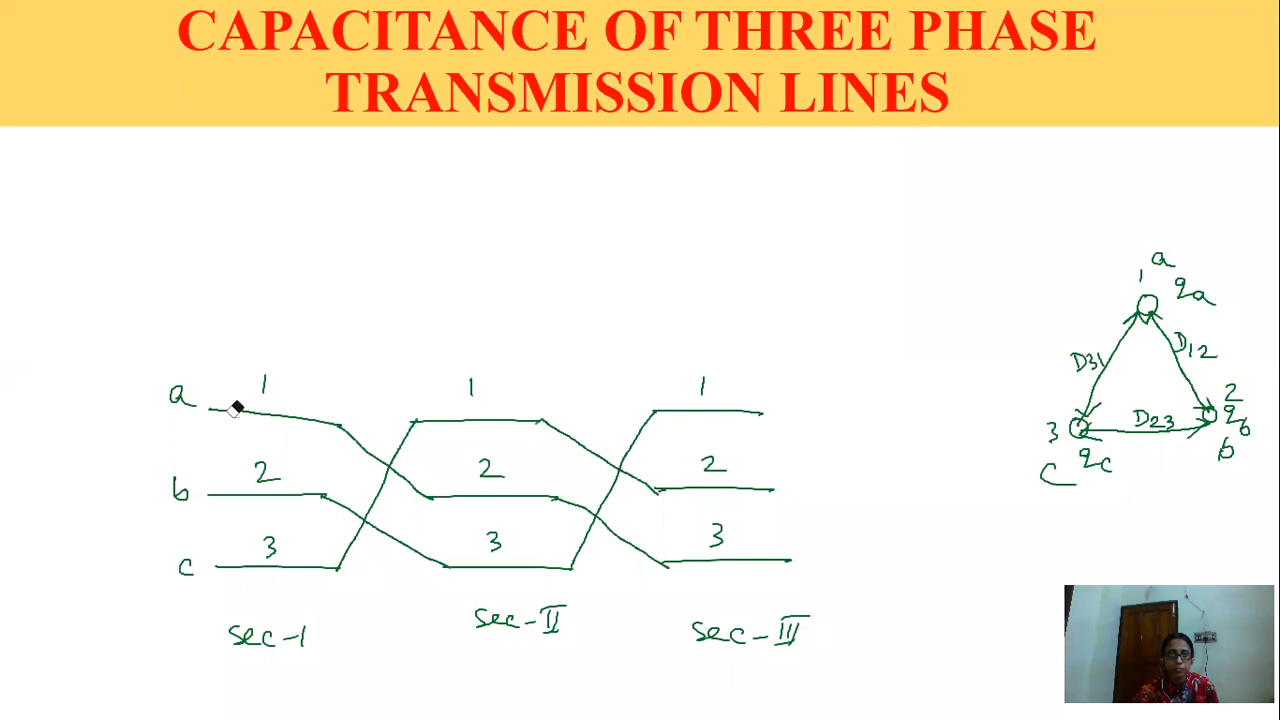 CAPACITANCE OF THREE PHASE
TRANSMISSION LINES
a 1 1 1
b 2 2 2
c 3 3 3
sec-1 sec-II sec-III
a
1 qa
D31 D12
2
3 D23 qb
c qc b